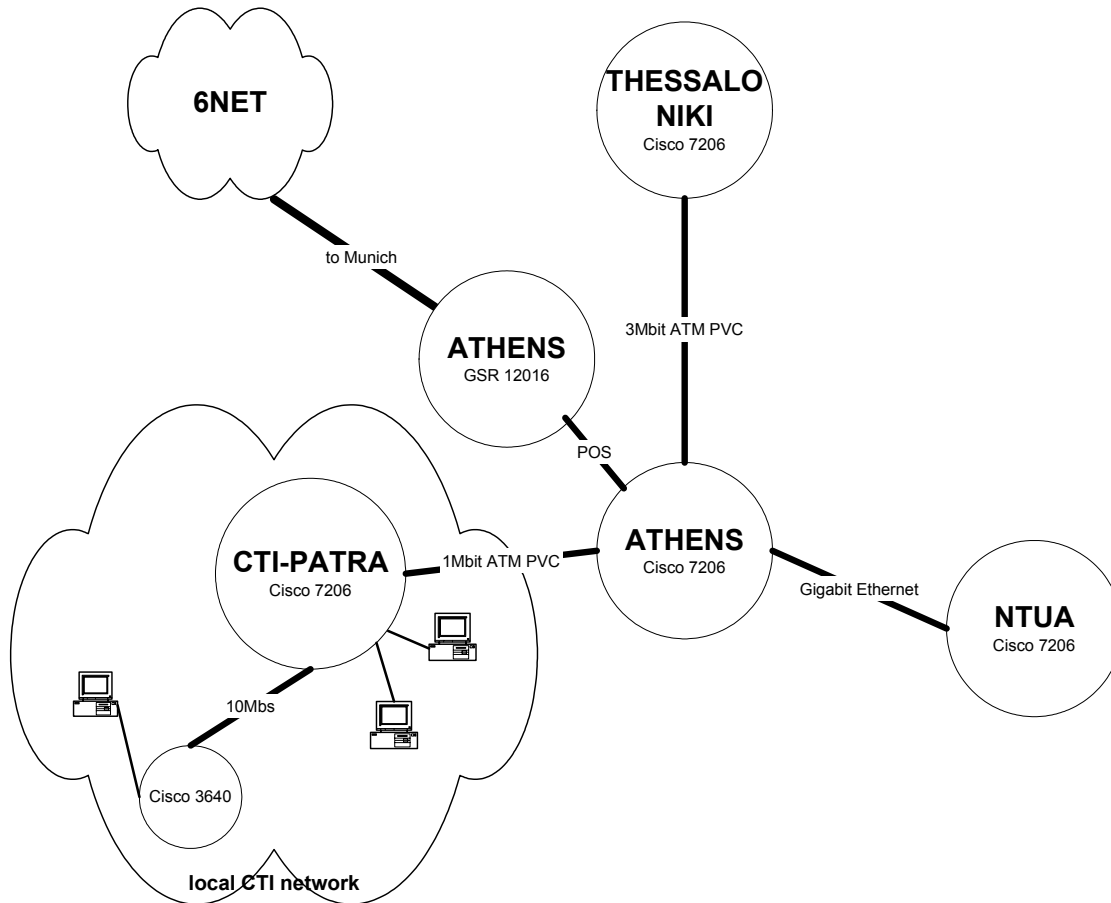 6NET
THESSALO
NIKI
Cisco 7206
to Munich
3Mbit ATM PVC
ATHENS
GSR 12016
POS
ATHENS
Cisco 7206
CTI-PATRA
Cisco 7206
1Mbit ATM PVC
Gigabit Ethernet
NTUA
Cisco 7206
10Mbs
Cisco 3640
local CTI network